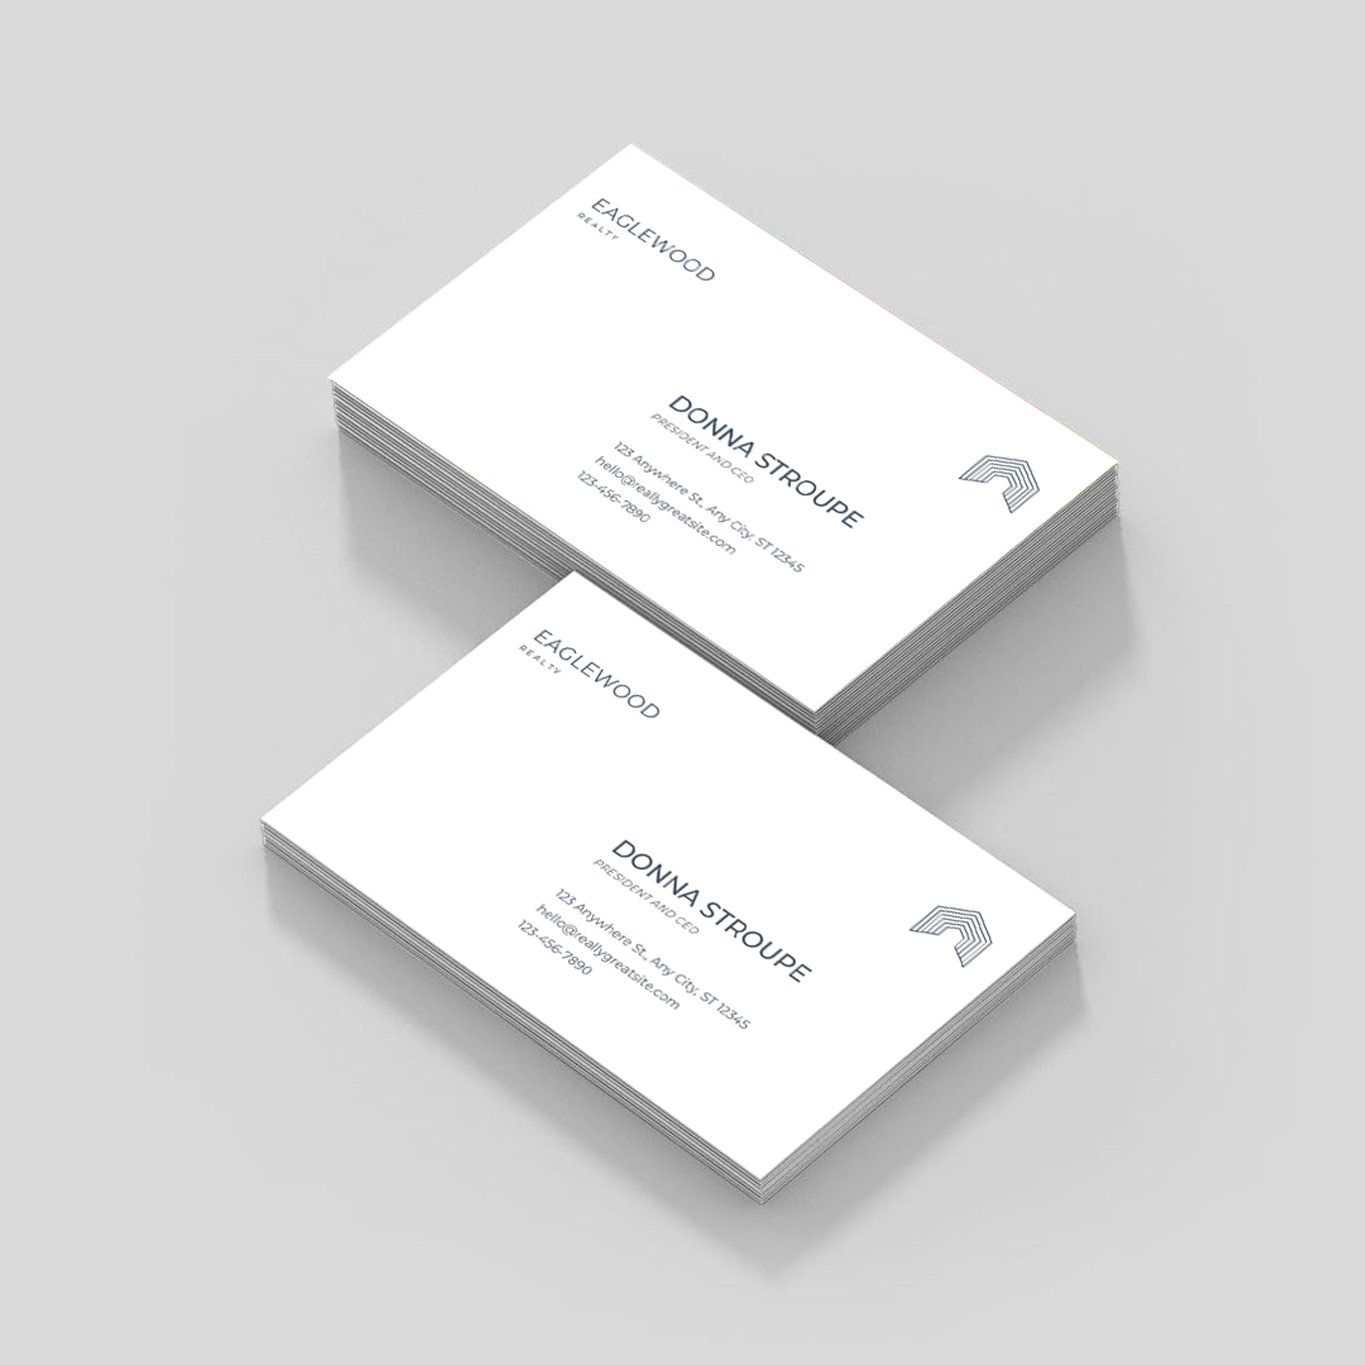 EAGLEWOOD
REALTY
DONNA STROUPE
PRESIDENT AND CEO
123 Anywhere St., Any City, ST 12345
hello@reallygreatsite.com
123-456-7890
EAGLEWOOD
REALTY
DONNA STROUPE
PRESIDENT AND CEO
123 Anywhere St., Any City, ST 12345
hello@reallygreatsite.com
123-456-7890